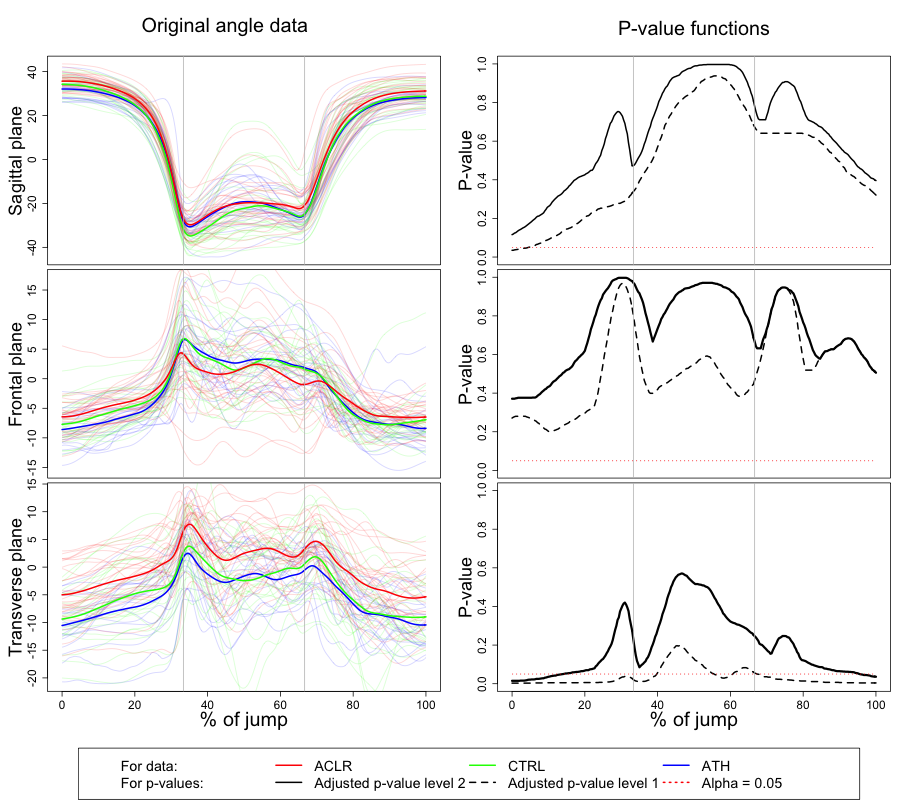 Original angle data
P-value functions
Sagittal plane
40
20
0
20
40
P-value
0.0 0.2 0.4 0.6 0.8 1.0
Frontal plane
15
10
5
0
-5
-10
-15
P-value
0.0 0.2 0.4 0.6 0.8 1.0
Transverse plane
15
10
5
0
-5
-10
-15
-20
P-value
0.0 0.2 0.4 0.6 0.8 1.0
0 20 40 60 80 100
0 20 40 60 80 100
% of jump
% of jump
For data: ACLR CTRL ATH
For p-values: Adjusted p-value level 2 Adjusted p-value level 1 Alpha = 0.05